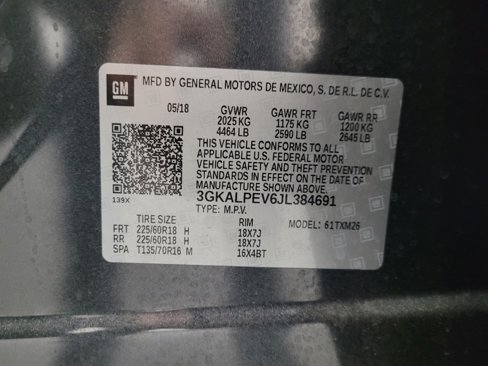 GM
MFD BY GENERAL MOTORS DE MEXICO, S. DE R.L. DE C.V.
05/18 GVWR GAWR FRT GAWR RR
2025 KG 1175 KG 1200 KG
4464 LB 2590 LB 2645 LB
THIS VEHICLE CONFORMS TO ALL
APPLICABLE U.S. FEDERAL MOTOR
VEHICLE SAFETY AND THEFT PREVENTION
STANDARDS IN EFFECT ON THE DATE OF
MANUFACTURE SHOWN ABOVE.
139X 3GKALPEV6JL384691
TYPE: M.P.V. MODEL: 61TXM26
TIRE SIZE RIM
FRT 225/60R18 H 18X7J
RR 225/60R18 H 18X7J
SPA T135/70R16 M 16X4BT